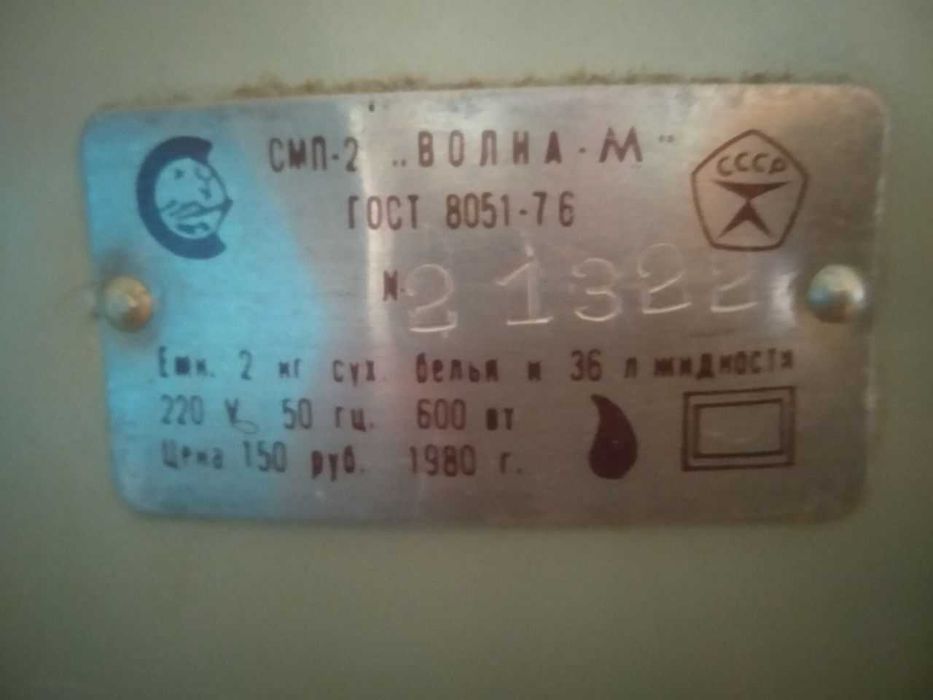 СМП-2 „ВОЛНА-М"
СССР
ГОСТ 8051-76
№ 21322
Емк. 2 кг сух. белья и 36 л жидкости
220 V 50 гц. 600 вт
Цена 150 руб. 1980 г.